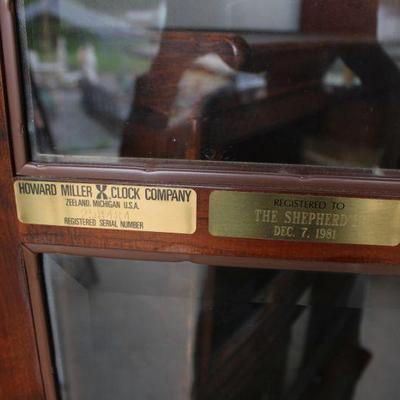 HOWARD MILLER CLOCK COMPANY
ZEELAND, MICHIGAN U.S.A.
REGISTERED SERIAL NUMBER
REGISTERED TO
THE SHEPHERD'S
DEC. 7, 1981